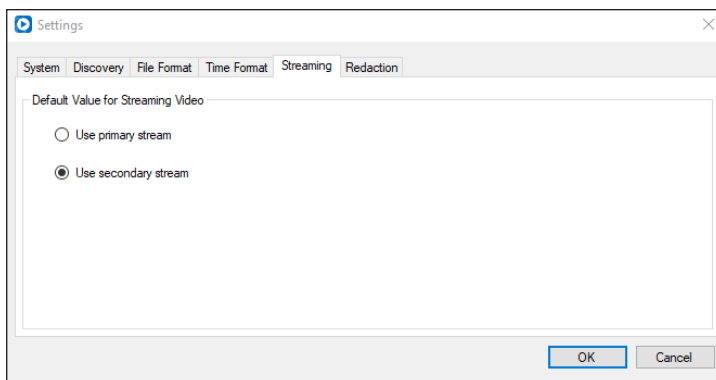 Settings
System Discovery File Format Time Format Streaming Redaction
Default Value for Streaming Video
Use primary stream
Use secondary stream
OK Cancel